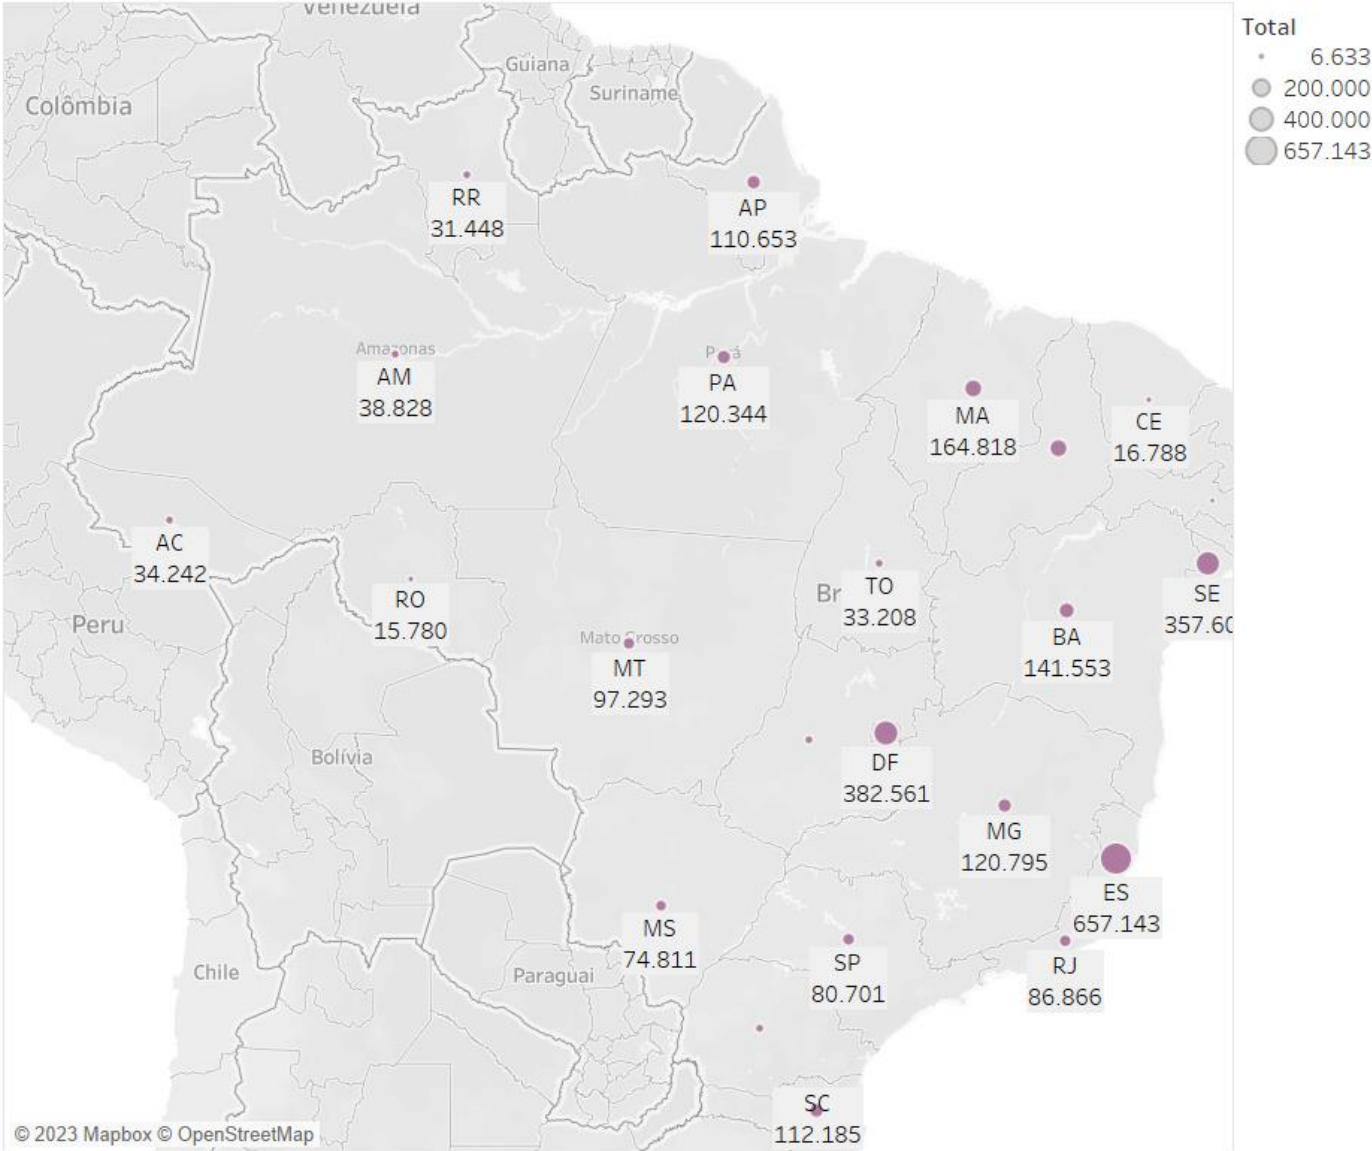 Venezuela
Total
6.633
200.000
400.000
657.143
Guiana
Suriname
Colômbia
RR
31.448
AP
110.653
Amazonas
AM
38.828
PA
120.344
MA
164.818
CE
16.788
AC
34.242
RO
15.780
Peru
Br
TO
33.208
SE
357.60
BA
141.553
Mato Grosso
MT
97.293
Bolívia
DF
382.561
MG
120.795
ES
657.143
MS
74.811
SP
80.701
RJ
86.866
Chile
Paraguai
SC
112.185
© 2023 Mapbox © OpenStreetMap